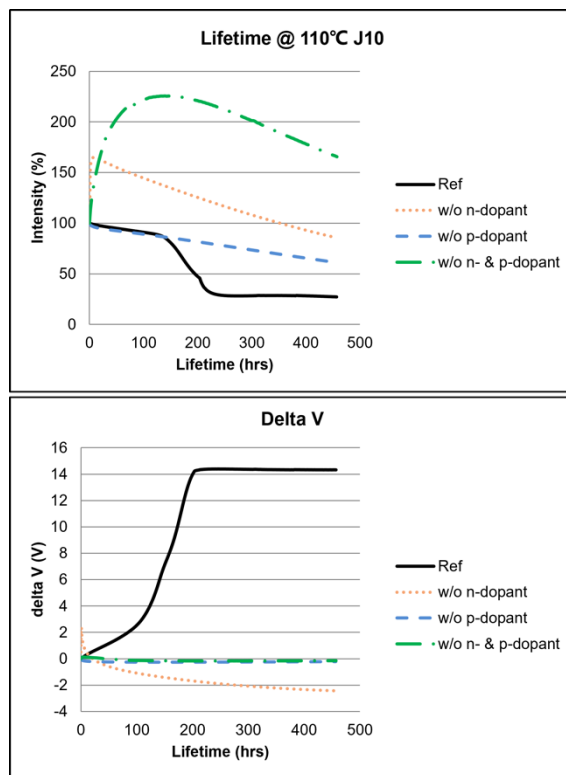 Lifetime @ 110℃ J10
250
200
150
100
50
0
Intensity (%)
0 100 200 300 400 500
Lifetime (hrs)
Ref
w/o n-dopant
w/o p-dopant
w/o n- & p-dopant
Delta V
16
14
12
10
8
6
4
2
0
-2
-4
delta V (V)
0 100 200 300 400 500
Lifetime (hrs)
Ref
w/o n-dopant
w/o p-dopant
w/o n- & p-dopant